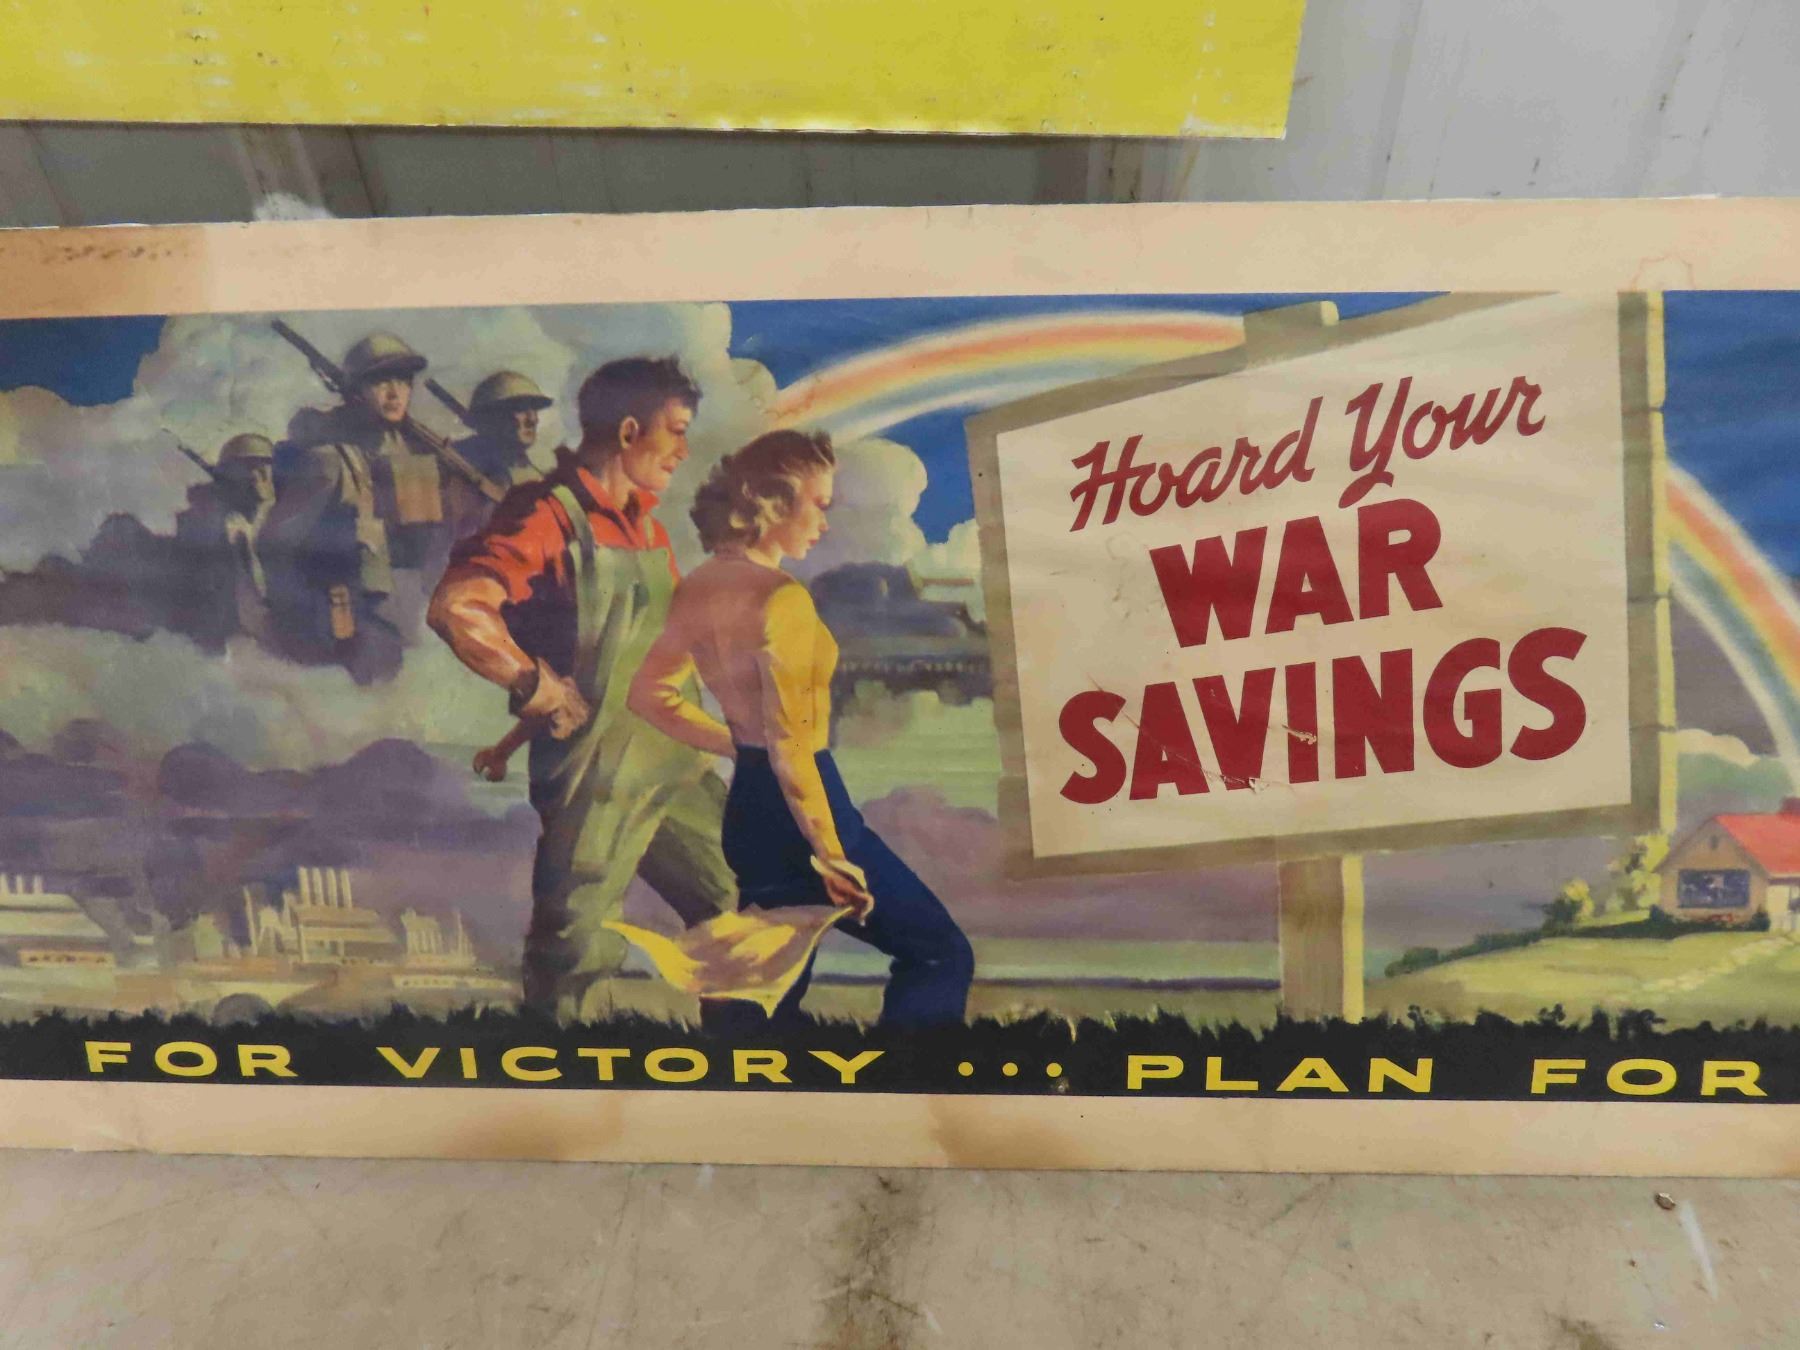 Hoard Your
WAR
SAVINGS
FOR VICTORY ... PLAN FOR